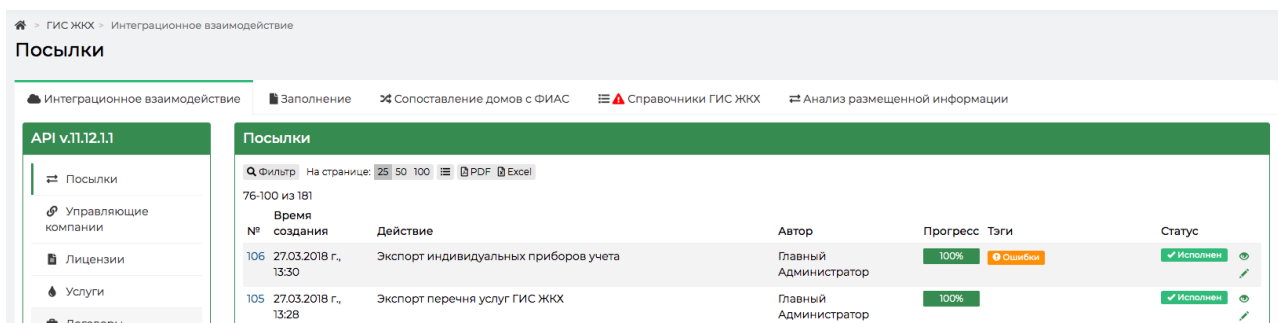 > ГИС ЖКХ > Интеграционное взаимодействие
Посылки
Интеграционное взаимодействие Заполнение Сопоставление домов с ФИАС Справочники ГИС ЖКХ Анализ размещенной информации
API v.11.12.1.1
Посылки
Управляющие компании
Лицензии
Услуги
Посылки
Фильтр На странице: 25 50 100 PDF Excel
76-100 из 181
№ Время создания Действие Автор Прогресс Тэги Статус
106 27.03.2018 г., 13:30 Экспорт индивидуальных приборов учета Главный Администратор 100% Ошибки Исполнен
105 27.03.2018 г., 13:28 Экспорт перечня услуг ГИС ЖКХ Главный Администратор 100% Исполнен